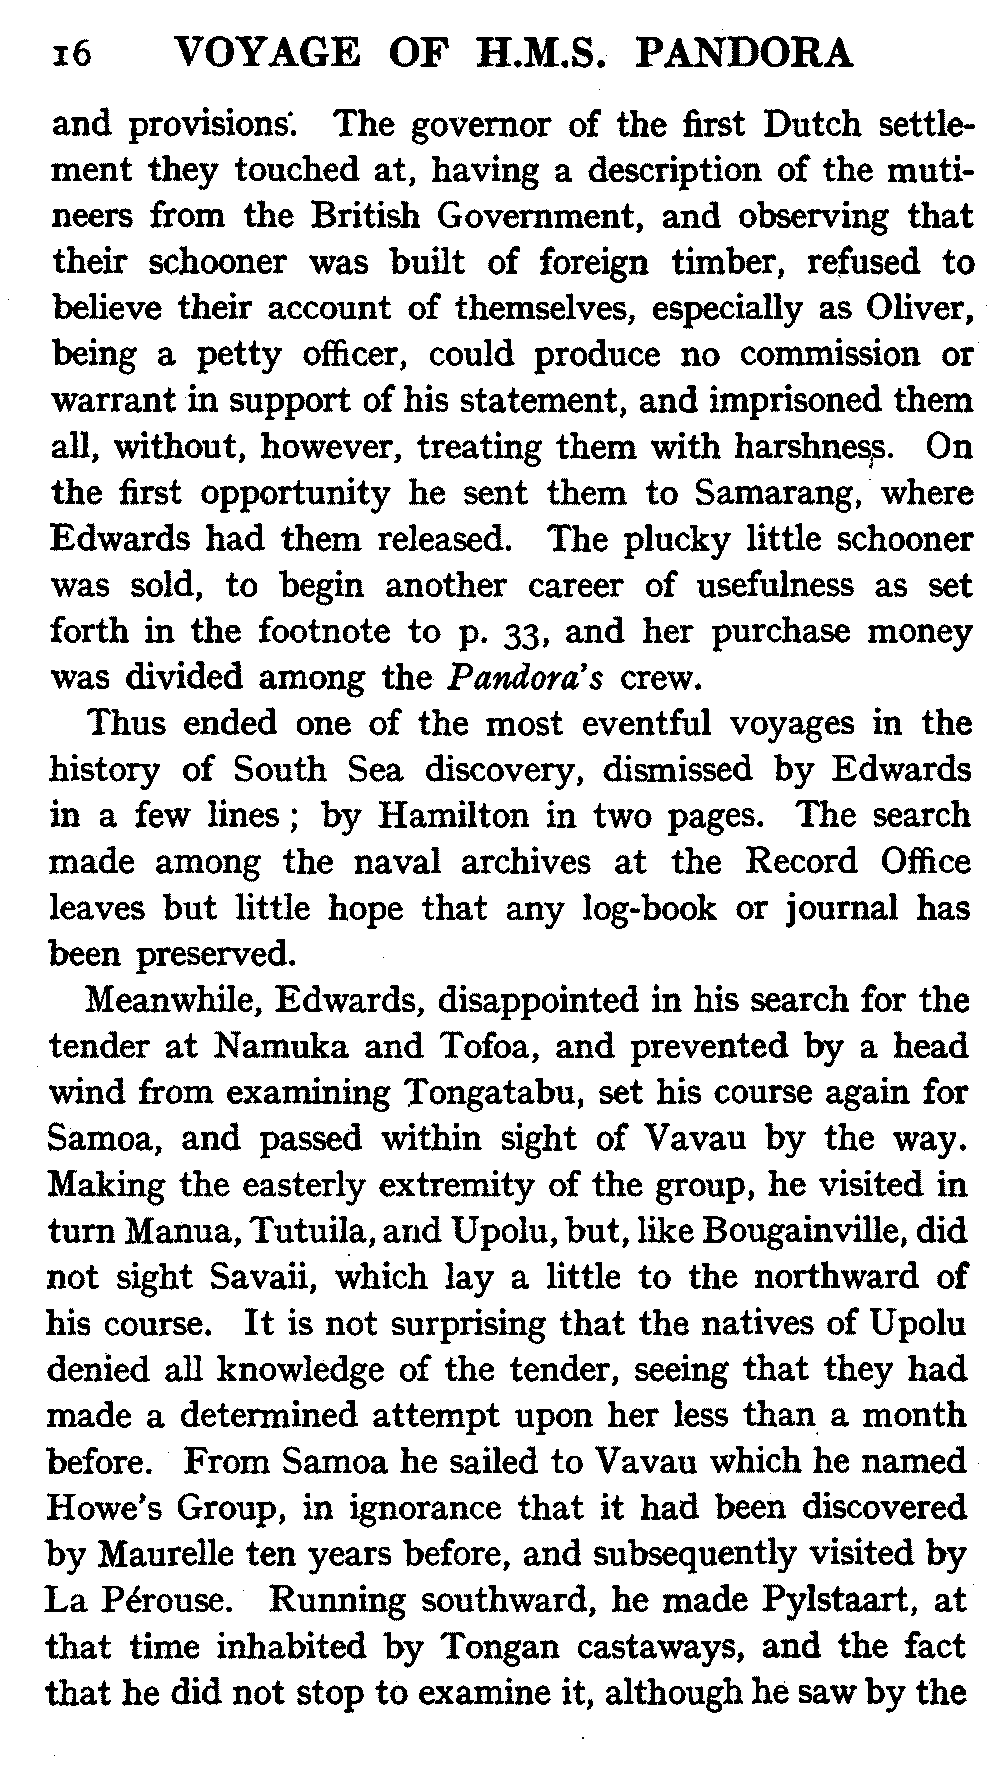 16 VOYAGE OF H.M.S. PANDORA
and provisions. The governor of the first Dutch settle-
ment they touched at, having a description of the muti-
neers from the British Government, and observing that
their schooner was built of foreign timber, refused to
believe their account of themselves, especially as Oliver,
being a petty officer, could produce no commission or
warrant in support of his statement, and imprisoned them
all, without, however, treating them with harshness. On
the first opportunity he sent them to Samarang, where
Edwards had them released. The plucky little schooner
was sold, to begin another career of usefulness as set
forth in the footnote to p. 33, and her purchase money
was divided among the Pandora's crew.
Thus ended one of the most eventful voyages in the
history of South Sea discovery, dismissed by Edwards
in a few lines ; by Hamilton in two pages. The search
made among the naval archives at the Record Office
leaves but little hope that any log-book or journal has
been preserved.
Meanwhile, Edwards, disappointed in his search for the
tender at Namuka and Tofoa, and prevented by a head
wind from examining Tongatabu, set his course again for
Samoa, and passed within sight of Vavau by the way.
Making the easterly extremity of the group, he visited in
turn Manua, Tutuila, and Upolu, but, like Bougainville, did
not sight Savaii, which lay a little to the northward of
his course. It is not surprising that the natives of Upolu
denied all knowledge of the tender, seeing that they had
made a determined attempt upon her less than a month
before. From Samoa he sailed to Vavau which he named
Howe's Group, in ignorance that it had been discovered
by Maurelle ten years before, and subsequently visited by
La Pérouse. Running southward, he made Pylstaart, at
that time inhabited by Tongan castaways, and the fact
that he did not stop to examine it, although he saw by the